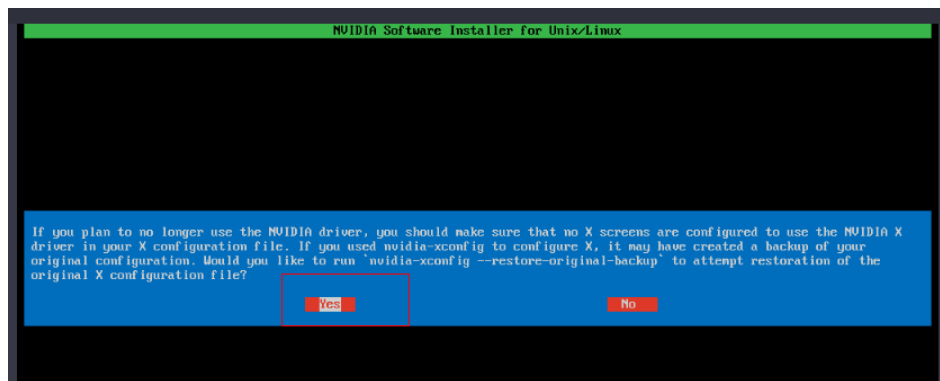 NVIDIA Software Installer for Unix/Linux
If you plan to no longer use the NVIDIA driver, you should make sure that no X screens are configured to use the NVIDIA X
driver in your X configuration file. If you used nvidia-xconfig to configure X, it may have created a backup of your
original configuration. Would you like to run `nvidia-xconfig --restore-original-backup` to attempt restoration of the
original X configuration file?
Yes No